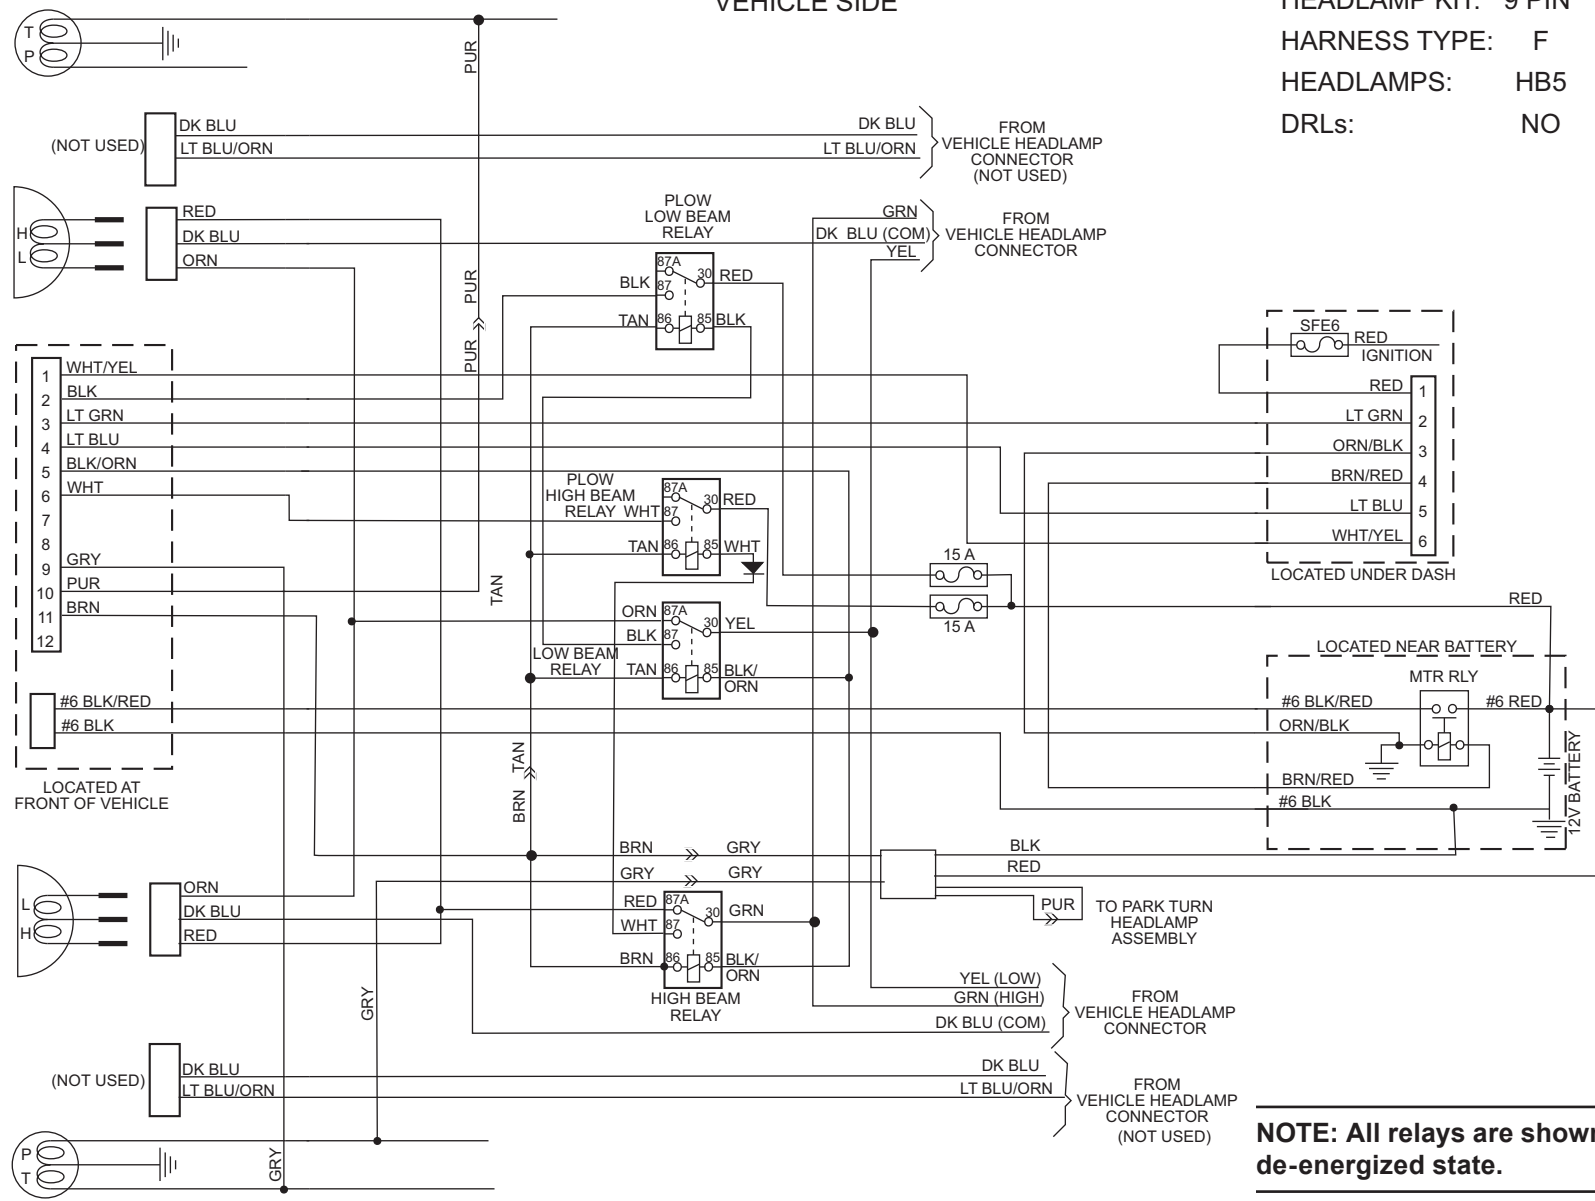 VEHICLE SIDE
HEADLAMP KIT: 9 PIN
HARNESS TYPE: F
HEADLAMPS: HB5
DRLs: NO
T
P
PUR
(NOT USED)
DK BLU
LT BLU/ORN
DK BLU
LT BLU/ORN
FROM
VEHICLE HEADLAMP
CONNECTOR
(NOT USED)
H
L
RED
DK BLU
ORN
PLOW
LOW BEAM
RELAY
GRN
DK BLU (COM)
YEL
FROM
VEHICLE HEADLAMP
CONNECTOR
87A
30 RED
BLK 87
TAN 86 85 BLK
PUR
PUR
SFE6
RED
IGNITION
1 WHT/YEL
2 BLK
3 LT GRN
4 LT BLU
5 BLK/ORN
6 WHT
7
8
9 GRY
10 PUR
11 BRN
12
RED 1
LT GRN 2
ORN/BLK 3
BRN/RED 4
LT BLU 5
WHT/YEL 6
LOCATED UNDER DASH
PLOW
HIGH BEAM
RELAY WHT 87
87A
30 RED
TAN 86 85 WHT
TAN
15 A
15 A
RED
ORN 87A
30 YEL
BLK 87
LOW BEAM
RELAY
TAN 86 85 BLK/
ORN
#6 BLK/RED
#6 BLK
LOCATED AT
FRONT OF VEHICLE
LOCATED NEAR BATTERY
MTR RLY
#6 BLK/RED
#6 RED
ORN/BLK
BRN/RED
#6 BLK
12V BATTERY
TAN
BRN
BRN GRY
GRY GRY
BLK
RED
PUR
TO PARK TURN
HEADLAMP
ASSEMBLY
L
H
ORN
DK BLU
RED
RED 87A
30 GRN
WHT 87
BRN 86 85 BLK/
ORN
HIGH BEAM
RELAY
GRY
YEL (LOW)
GRN (HIGH)
DK BLU (COM)
FROM
VEHICLE HEADLAMP
CONNECTOR
(NOT USED)
DK BLU
LT BLU/ORN
DK BLU
LT BLU/ORN
FROM
VEHICLE HEADLAMP
CONNECTOR
(NOT USED)
P
T
GRY
NOTE: All relays are shown
de-energized state.